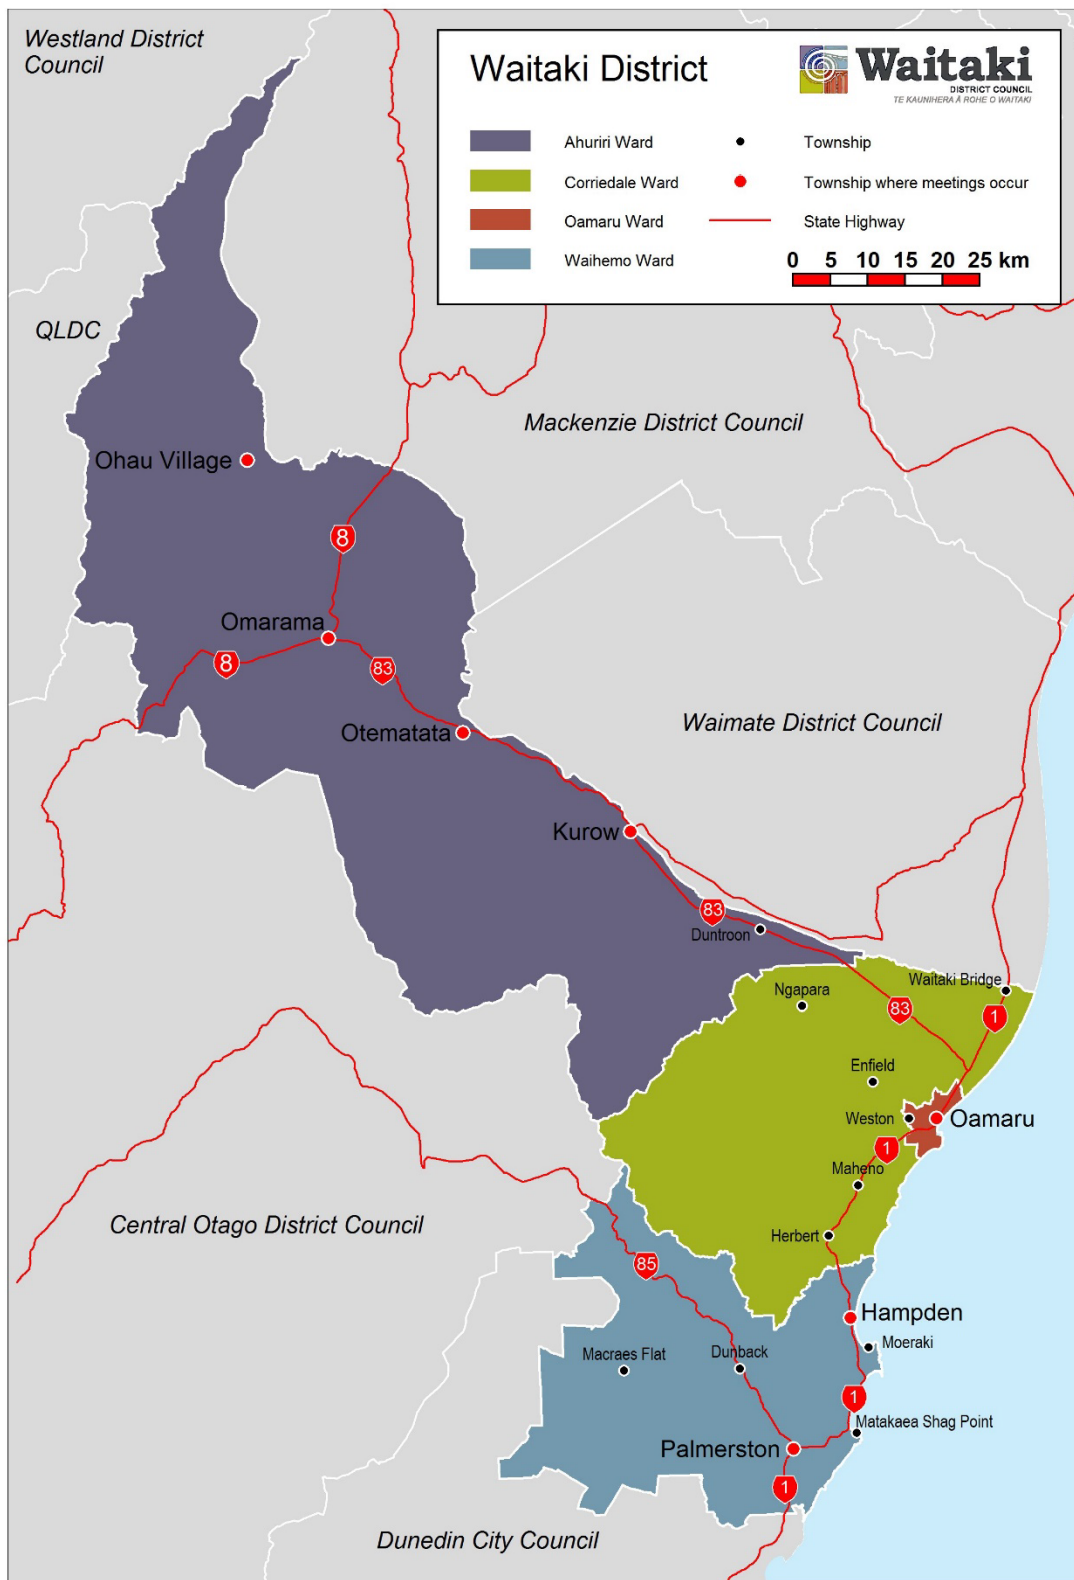 Westland District
Council
Waitaki District
Waitaki
DISTRICT COUNCIL
TE KAUNIHERA Ā ROHE O WAITAKI
Ahuriri Ward
Township
Corriedale Ward
Township where meetings occur
Oamaru Ward
State Highway
Waihemo Ward
0 5 10 15 20 25 km
QLDC
Mackenzie District Council
Ohau Village
8
Omarama
8
83
Otematata
Waimate District Council
Kurow
83
Duntroon
Waitaki Bridge
Ngapara
83
1
Enfield
Weston
Oamaru
1
Maheno
Central Otago District Council
Herbert
85
Hampden
Moeraki
Macraes Flat
Dunback
1
Matakaea Shag Point
Palmerston
1
Dunedin City Council